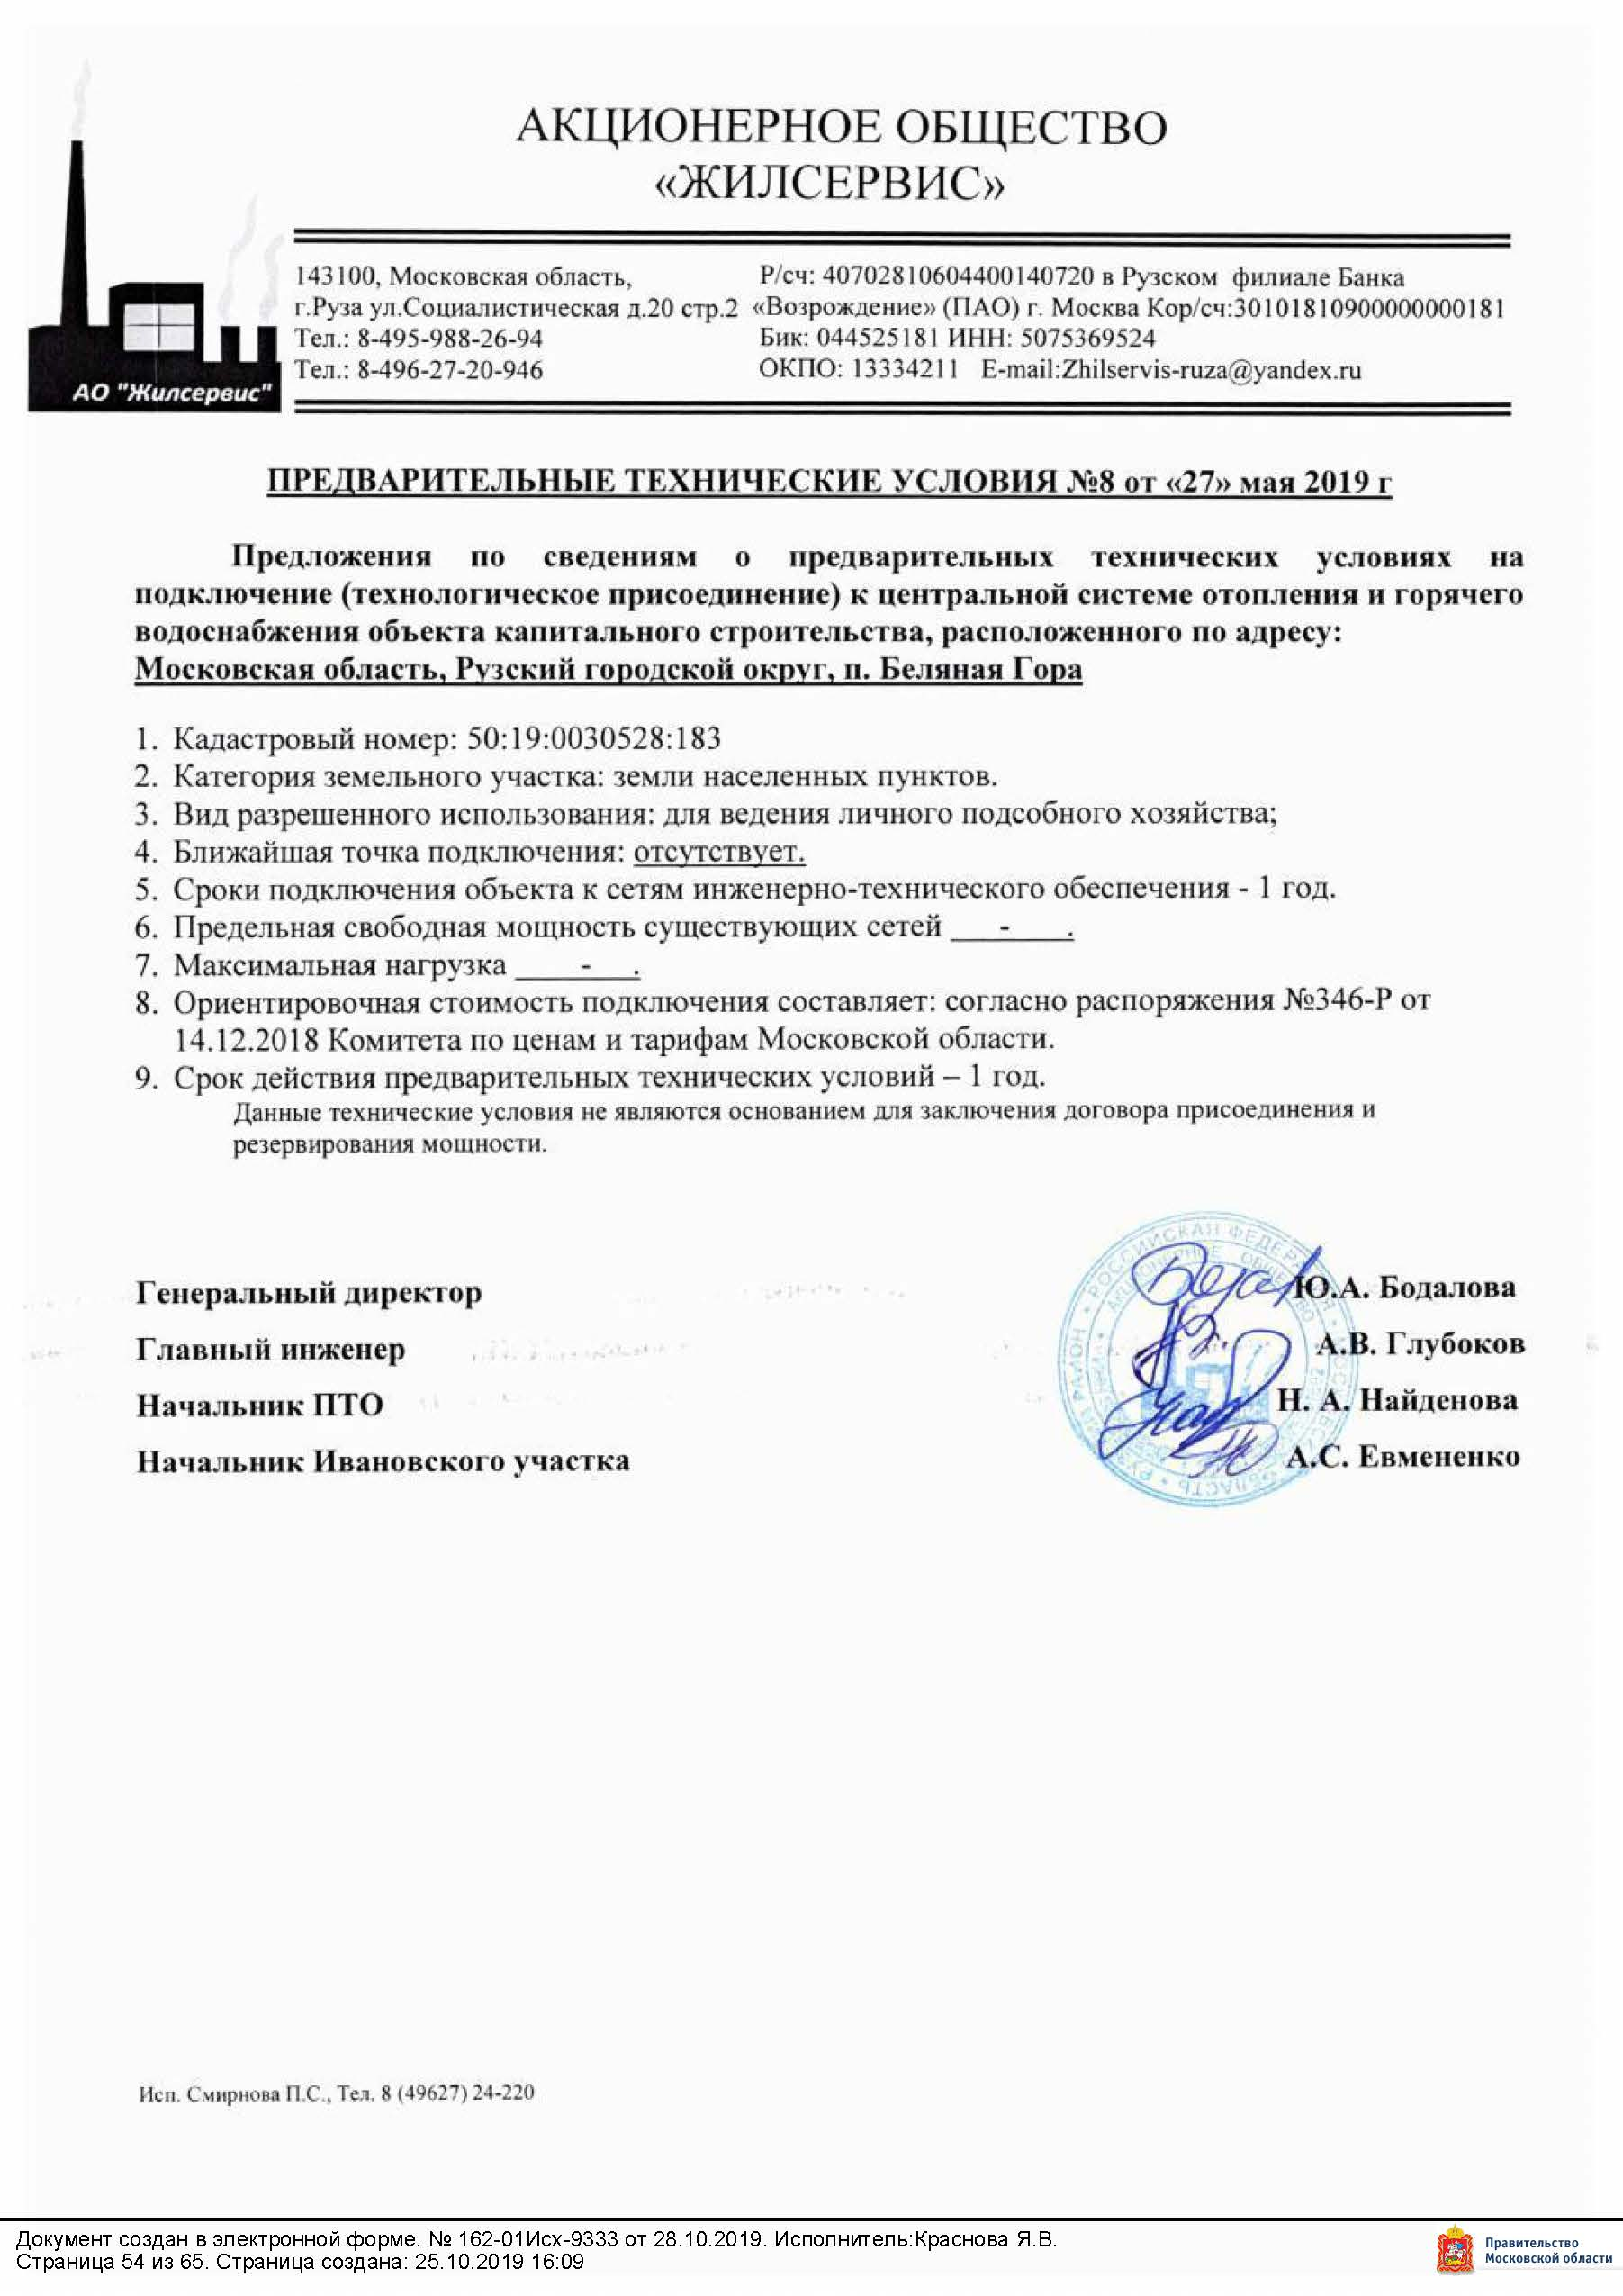 АКЦИОНЕРНОЕ ОБЩЕСТВО
«ЖИЛСЕРВИС»
АО "Жилсервис"
143100, Московская область,
г.Руза ул.Социалистическая д.20 стр.2
Тел.: 8-495-988-26-94
Тел.: 8-496-27-20-946
Р/сч: 40702810604400140720 в Рузском филиале Банка
«Возрождение» (ПАО) г. Москва Кор/сч:30101810900000000181
Бик: 044525181 ИНН: 5075369524
ОКПО: 13334211 E-mail:Zhilservis-ruza@yandex.ru
ПРЕДВАРИТЕЛЬНЫЕ ТЕХНИЧЕСКИЕ УСЛОВИЯ №8 от «27» мая 2019 г
Предложения по сведениям о предварительных технических условиях на
подключение (технологическое присоединение) к центральной системе отопления и горячего
водоснабжения объекта капитального строительства, расположенного по адресу:
Московская область, Рузский городской округ, п. Беляная Гора
1. Кадастровый номер: 50:19:0030528:183
2. Категория земельного участка: земли населенных пунктов.
3. Вид разрешенного использования: для ведения личного подсобного хозяйства;
4. Ближайшая точка подключения: отсутствует.
5. Сроки подключения объекта к сетям инженерно-технического обеспечения - 1 год.
6. Предельная свободная мощность существующих сетей ___-____.
7. Максимальная нагрузка ____-___.
8. Ориентировочная стоимость подключения составляет: согласно распоряжения №346-Р от
14.12.2018 Комитета по ценам и тарифам Московской области.
9. Срок действия предварительных технических условий – 1 год.
Данные технические условия не являются основанием для заключения договора присоединения и
резервирования мощности.
Генеральный директор Ю.А. Бодалова
Главный инженер А.В. Глубоков
Начальник ПТО Н. А. Найденова
Начальник Ивановского участка А.С. Евмененко
РОССИЙСКАЯ ФЕДЕРАЦИЯ
АКЦИОНЕРНОЕ ОБЩЕСТВО
Исп. Смирнова П.С., Тел. 8 (49627) 24-220
Документ создан в электронной форме. № 162-01Исх-9333 от 28.10.2019. Исполнитель:Краснова Я.В.
Страница 54 из 65. Страница создана: 25.10.2019 16:09
Правительство
Московской области